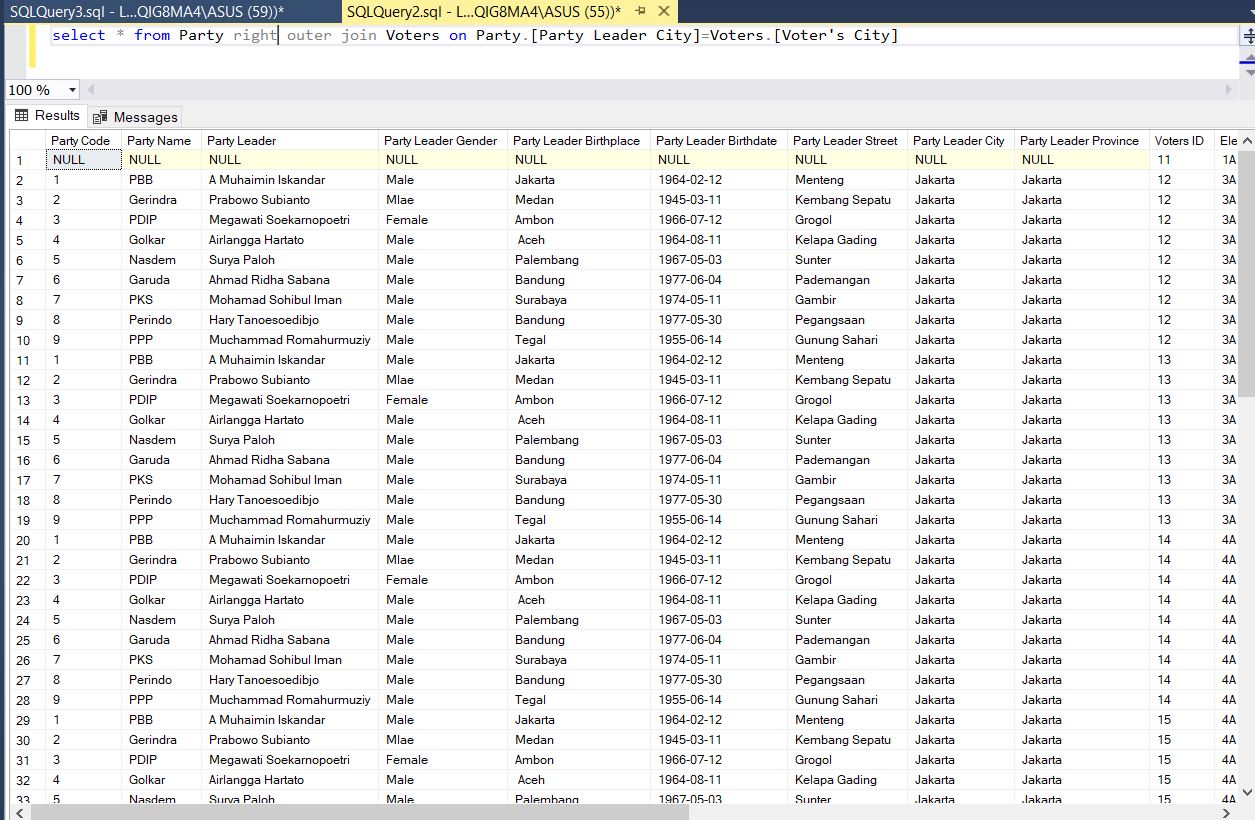 SQLQuery3.sql - L...QIG8MA4\ASUS (59))* SQLQuery2.sql - L...QIG8MA4\ASUS (55))*
select * from Party right outer join Voters on Party.[Party Leader City]=Voters.[Voter's City]
100 %
Results Messages
Party Code Party Name Party Leader Party Leader Gender Party Leader Birthplace Party Leader Birthdate Party Leader Street Party Leader City Party Leader Province Voters ID Ele
1 NULL NULL NULL NULL NULL NULL NULL NULL NULL 11 1A
2 1 PBB A Muhaimin Iskandar Male Jakarta 1964-02-12 Menteng Jakarta Jakarta 12 3A
3 2 Gerindra Prabowo Subianto Mlae Medan 1945-03-11 Kembang Sepatu Jakarta Jakarta 12 3A
4 3 PDIP Megawati Soekarnopoetri Female Ambon 1966-07-12 Grogol Jakarta Jakarta 12 3A
5 4 Golkar Airlangga Hartato Male Aceh 1964-08-11 Kelapa Gading Jakarta Jakarta 12 3A
6 5 Nasdem Surya Paloh Male Palembang 1967-05-03 Sunter Jakarta Jakarta 12 3A
7 6 Garuda Ahmad Ridha Sabana Male Bandung 1977-06-04 Pademangan Jakarta Jakarta 12 3A
8 7 PKS Mohamad Sohibul Iman Male Surabaya 1974-05-11 Gambir Jakarta Jakarta 12 3A
9 8 Perindo Hary Tanoesoedibjo Male Bandung 1977-05-30 Pegangsaan Jakarta Jakarta 12 3A
10 9 PPP Muchammad Romahurmuziy Male Tegal 1955-06-14 Gunung Sahari Jakarta Jakarta 12 3A
11 1 PBB A Muhaimin Iskandar Male Jakarta 1964-02-12 Menteng Jakarta Jakarta 13 3A
12 2 Gerindra Prabowo Subianto Mlae Medan 1945-03-11 Kembang Sepatu Jakarta Jakarta 13 3A
13 3 PDIP Megawati Soekarnopoetri Female Ambon 1966-07-12 Grogol Jakarta Jakarta 13 3A
14 4 Golkar Airlangga Hartato Male Aceh 1964-08-11 Kelapa Gading Jakarta Jakarta 13 3A
15 5 Nasdem Surya Paloh Male Palembang 1967-05-03 Sunter Jakarta Jakarta 13 3A
16 6 Garuda Ahmad Ridha Sabana Male Bandung 1977-06-04 Pademangan Jakarta Jakarta 13 3A
17 7 PKS Mohamad Sohibul Iman Male Surabaya 1974-05-11 Gambir Jakarta Jakarta 13 3A
18 8 Perindo Hary Tanoesoedibjo Male Bandung 1977-05-30 Pegangsaan Jakarta Jakarta 13 3A
19 9 PPP Muchammad Romahurmuziy Male Tegal 1955-06-14 Gunung Sahari Jakarta Jakarta 13 3A
20 1 PBB A Muhaimin Iskandar Male Jakarta 1964-02-12 Menteng Jakarta Jakarta 14 4A
21 2 Gerindra Prabowo Subianto Mlae Medan 1945-03-11 Kembang Sepatu Jakarta Jakarta 14 4A
22 3 PDIP Megawati Soekarnopoetri Female Ambon 1966-07-12 Grogol Jakarta Jakarta 14 4A
23 4 Golkar Airlangga Hartato Male Aceh 1964-08-11 Kelapa Gading Jakarta Jakarta 14 4A
24 5 Nasdem Surya Paloh Male Palembang 1967-05-03 Sunter Jakarta Jakarta 14 4A
25 6 Garuda Ahmad Ridha Sabana Male Bandung 1977-06-04 Pademangan Jakarta Jakarta 14 4A
26 7 PKS Mohamad Sohibul Iman Male Surabaya 1974-05-11 Gambir Jakarta Jakarta 14 4A
27 8 Perindo Hary Tanoesoedibjo Male Bandung 1977-05-30 Pegangsaan Jakarta Jakarta 14 4A
28 9 PPP Muchammad Romahurmuziy Male Tegal 1955-06-14 Gunung Sahari Jakarta Jakarta 14 4A
29 1 PBB A Muhaimin Iskandar Male Jakarta 1964-02-12 Menteng Jakarta Jakarta 15 4A
30 2 Gerindra Prabowo Subianto Mlae Medan 1945-03-11 Kembang Sepatu Jakarta Jakarta 15 4A
31 3 PDIP Megawati Soekarnopoetri Female Ambon 1966-07-12 Grogol Jakarta Jakarta 15 4A
32 4 Golkar Airlangga Hartato Male Aceh 1964-08-11 Kelapa Gading Jakarta Jakarta 15 4A
33 5 Nasdem Surya Paloh Male Palembang 1967-05-03 Sunter Jakarta Jakarta 15 4A